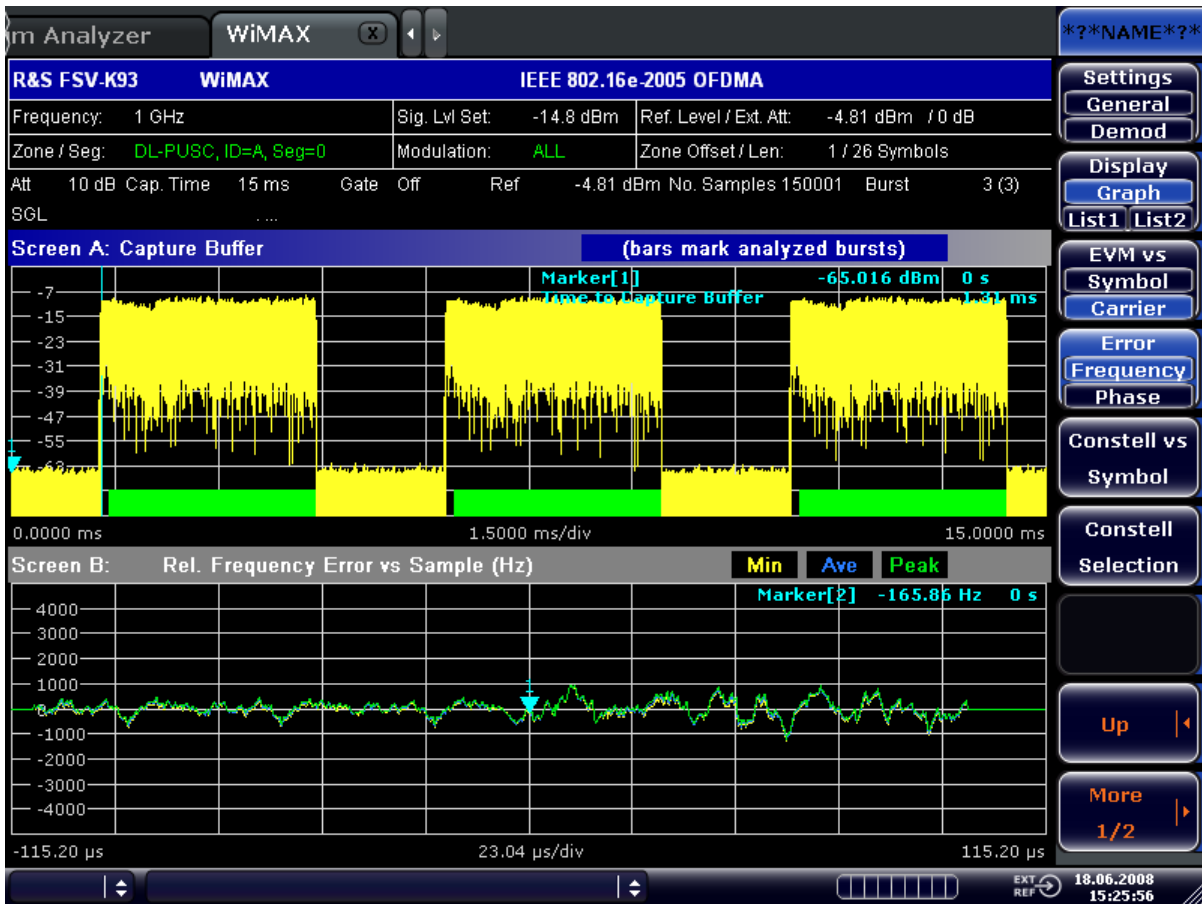 m Analyzer WiMAX X
*?*NAME*?*
R&S FSV-K93 WiMAX IEEE 802.16e-2005 OFDMA
Frequency: 1 GHz Sig. Lvl Set: -14.8 dBm Ref. Level / Ext. Att: -4.81 dBm / 0 dB
Zone / Seg: DL-PUSC, ID=A, Seg=0 Modulation: ALL Zone Offset / Len: 1 / 26 Symbols
Att 10 dB Cap. Time 15 ms Gate Off Ref -4.81 dBm No. Samples 150001 Burst 3 (3)
SGL . ...
Screen A: Capture Buffer (bars mark analyzed bursts)
Marker[1] -65.016 dBm 0 s
Time to Capture Buffer 1.31 ms
-7
-15
-23
-31
-39
-47
-55
-63
1
0.0000 ms 1.5000 ms/div 15.0000 ms
Screen B: Rel. Frequency Error vs Sample (Hz) Min Ave Peak
Marker[2] -165.86 Hz 0 s
4000
3000
2000
1000
0
-1000
-2000
-3000
-4000
1
-115.20 µs 23.04 µs/div 115.20 µs
Settings
General
Demod
Display
Graph
List1 List2
EVM vs
Symbol
Carrier
Error
Frequency
Phase
Constell vs
Symbol
Constell
Selection
Up
More
1/2
EXT
REF
18.06.2008
15:25:56